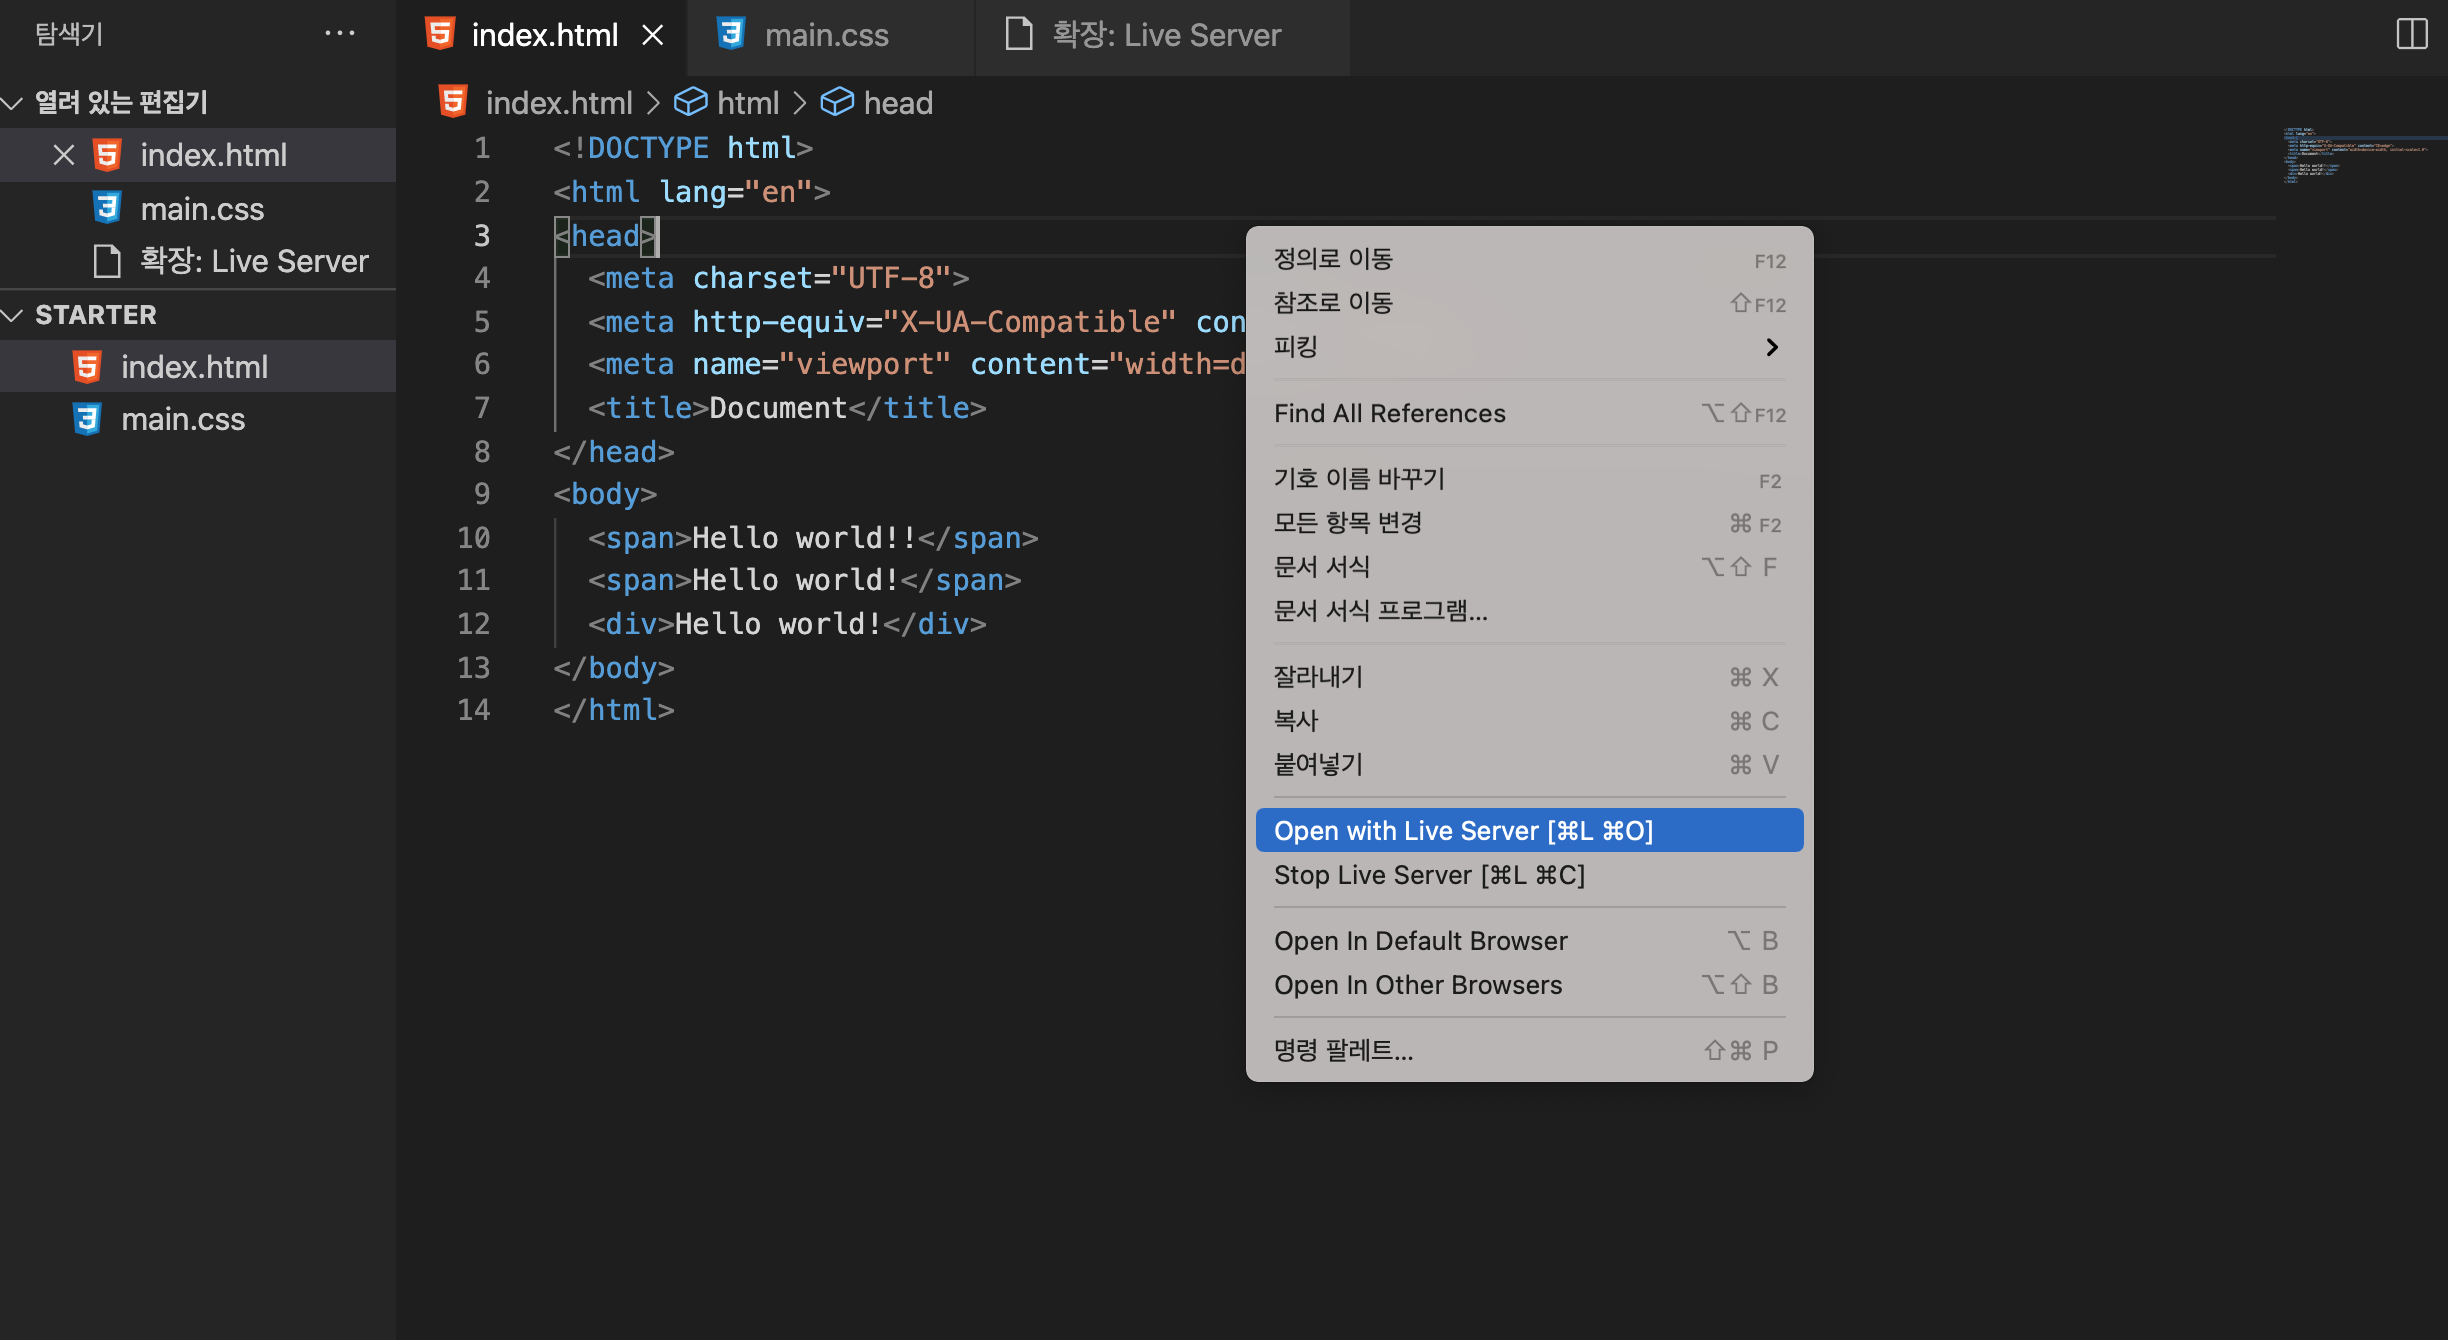 탐색기
열려 있는 편집기
index.html
main.css
확장: Live Server
STARTER
index.html
main.css
index.html
main.css
확장: Live Server
index.html > html > head
1 <!DOCTYPE html>
2 <html lang="en">
3 <head>
4 <meta charset="UTF-8">
5 <meta http-equiv="X-UA-Compatible" con
6 <meta name="viewport" content="width=d
7 <title>Document</title>
8 </head>
9 <body>
10 <span>Hello world!!</span>
11 <span>Hello world!</span>
12 <div>Hello world!</div>
13 </body>
14 </html>
정의로 이동 F12
참조로 이동 ⇧F12
피킹
Find All References ⌥⇧F12
기호 이름 바꾸기 F2
모든 항목 변경 ⌘ F2
문서 서식 ⌥⇧ F
문서 서식 프로그램...
잘라내기 ⌘ X
복사 ⌘ C
붙여넣기 ⌘ V
Open with Live Server [⌘L ⌘O]
Stop Live Server [⌘L ⌘C]
Open In Default Browser ⌥ B
Open In Other Browsers ⌥⇧ B
명령 팔레트... ⇧⌘ P